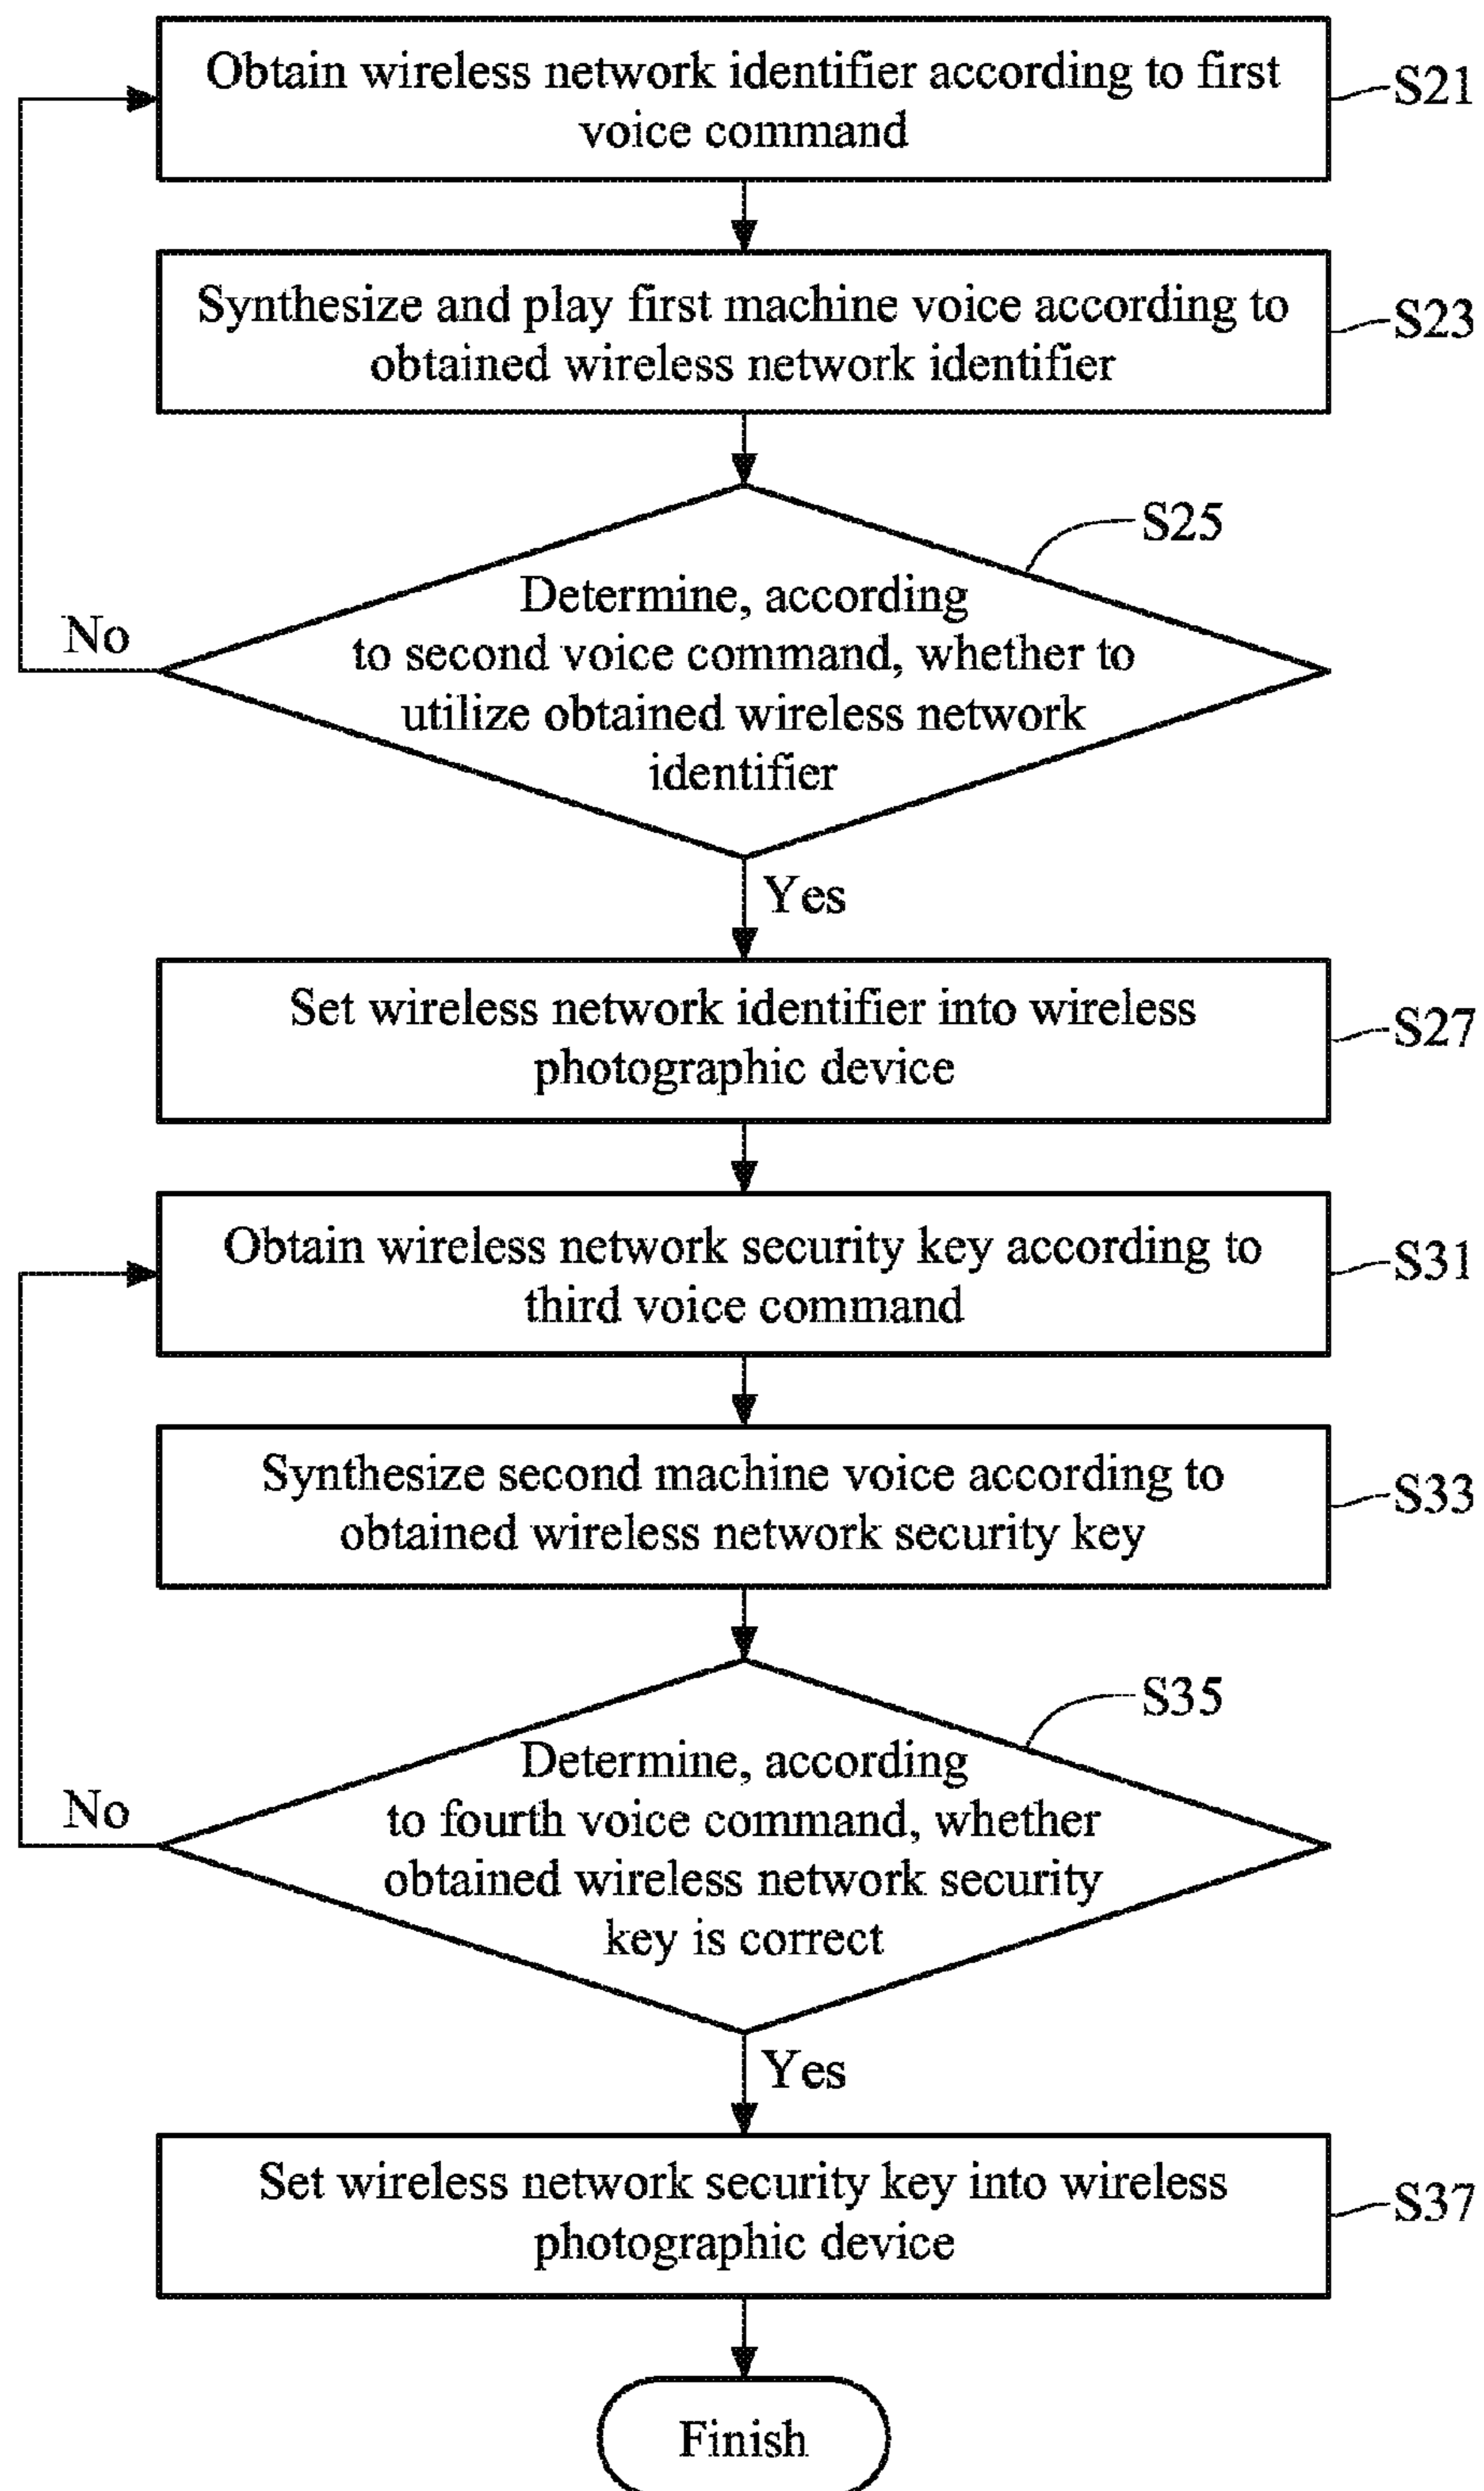 Obtain wireless network identifier according to first
voice command
S21
Synthesize and play first machine voice according to
obtained wireless network identifier
S23
S25
Determine, according
to second voice command, whether to
utilize obtained wireless network
identifier
No
Yes
Set wireless network identifier into wireless
photographic device
S27
Obtain wireless network security key according to
third voice command
S31
Synthesize second machine voice according to
obtained wireless network security key
S33
S35
Determine, according
to fourth voice command, whether
obtained wireless network security
key is correct
No
Yes
Set wireless network security key into wireless
photographic device
S37
Finish